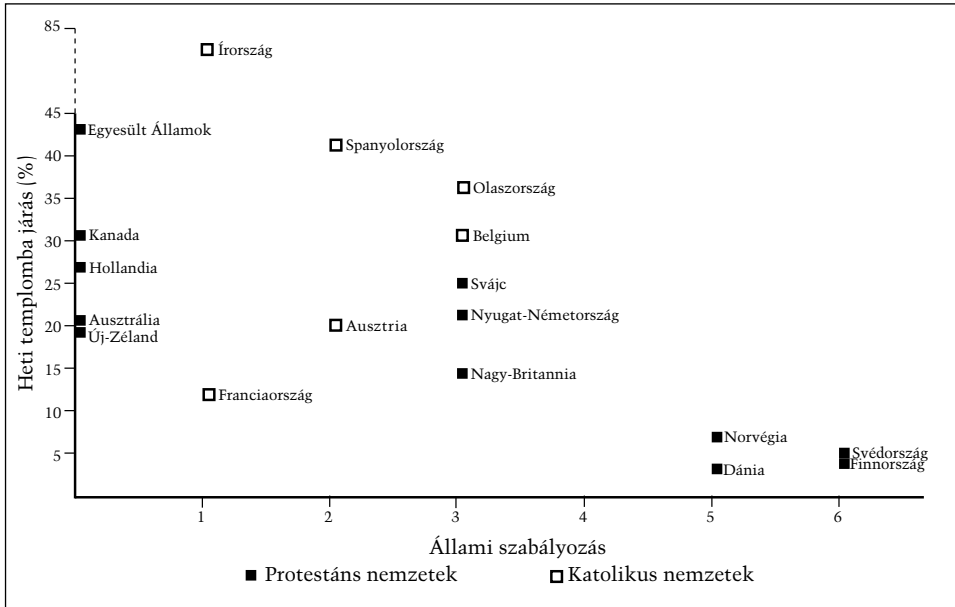 85
Írország
45
Egyesült Államok
40
Spanyolország
35
Olaszország
30
Kanada
Belgium
Hollandia
25
Svájc
Ausztrália
Nyugat-Németország
20
Új-Zéland
Ausztria
15
Nagy-Britannia
Franciaország
10
Norvégia
5
Svédország
Dánia
Finnország
Heti templomba járás (%)
1 2 3 4 5 6
Állami szabályozás
Protestáns nemzetek
Katolikus nemzetek